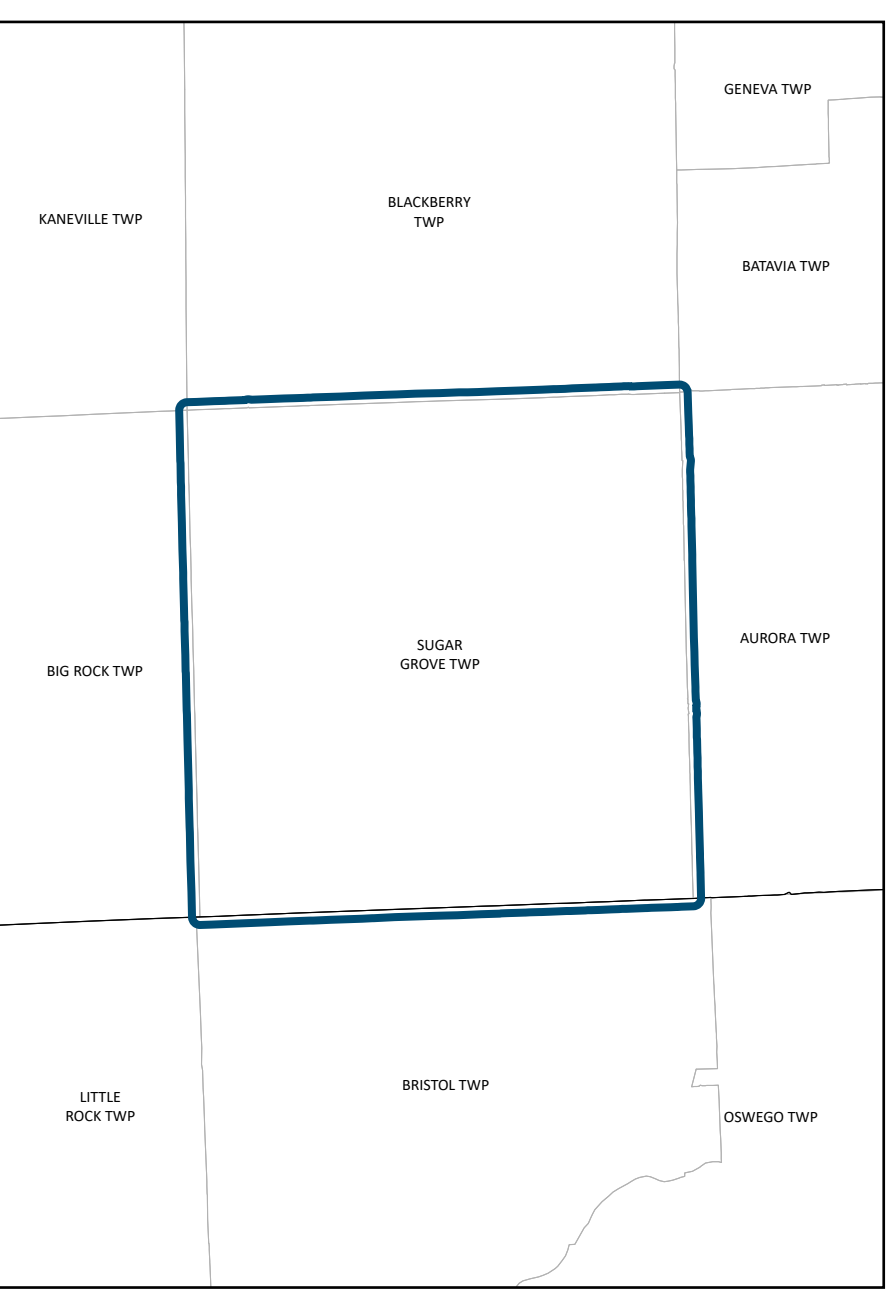 GENEVA TWP
BLACKBERRY
TWP
KANEVILLE TWP
BATAVIA TWP
SUGAR
GROVE TWP
AURORA TWP
BIG ROCK TWP
BRISTOL TWP
LITTLE
ROCK TWP
OSWEGO TWP